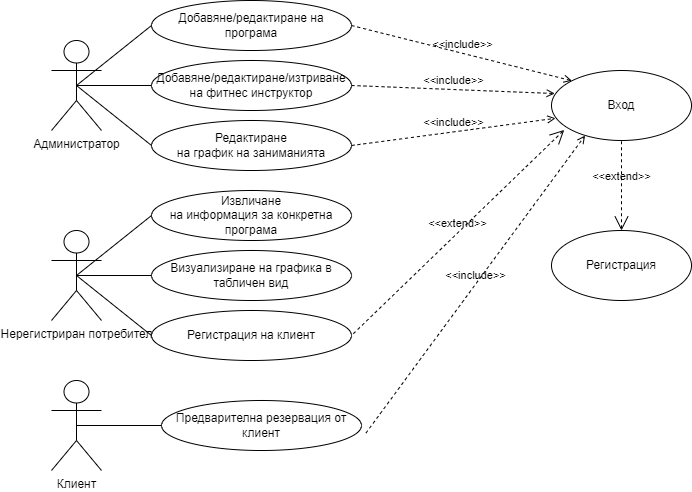 Добавяне/редактиране на
програма
<<include>>
Добавяне/редактиране/изтриване
на фитнес инструктор
<<include>>
Вход
Администратор
Редактиране
на график на заниманията
<<include>>
<<extend>>
Извличане
на информация за конкретна
програма
<<extend>>
Визуализиране на графика в
табличен вид
<<include>>
Регистрация
Нерегистриран потребител
Регистрация на клиент
Предварителна резервация от
клиент
Клиент